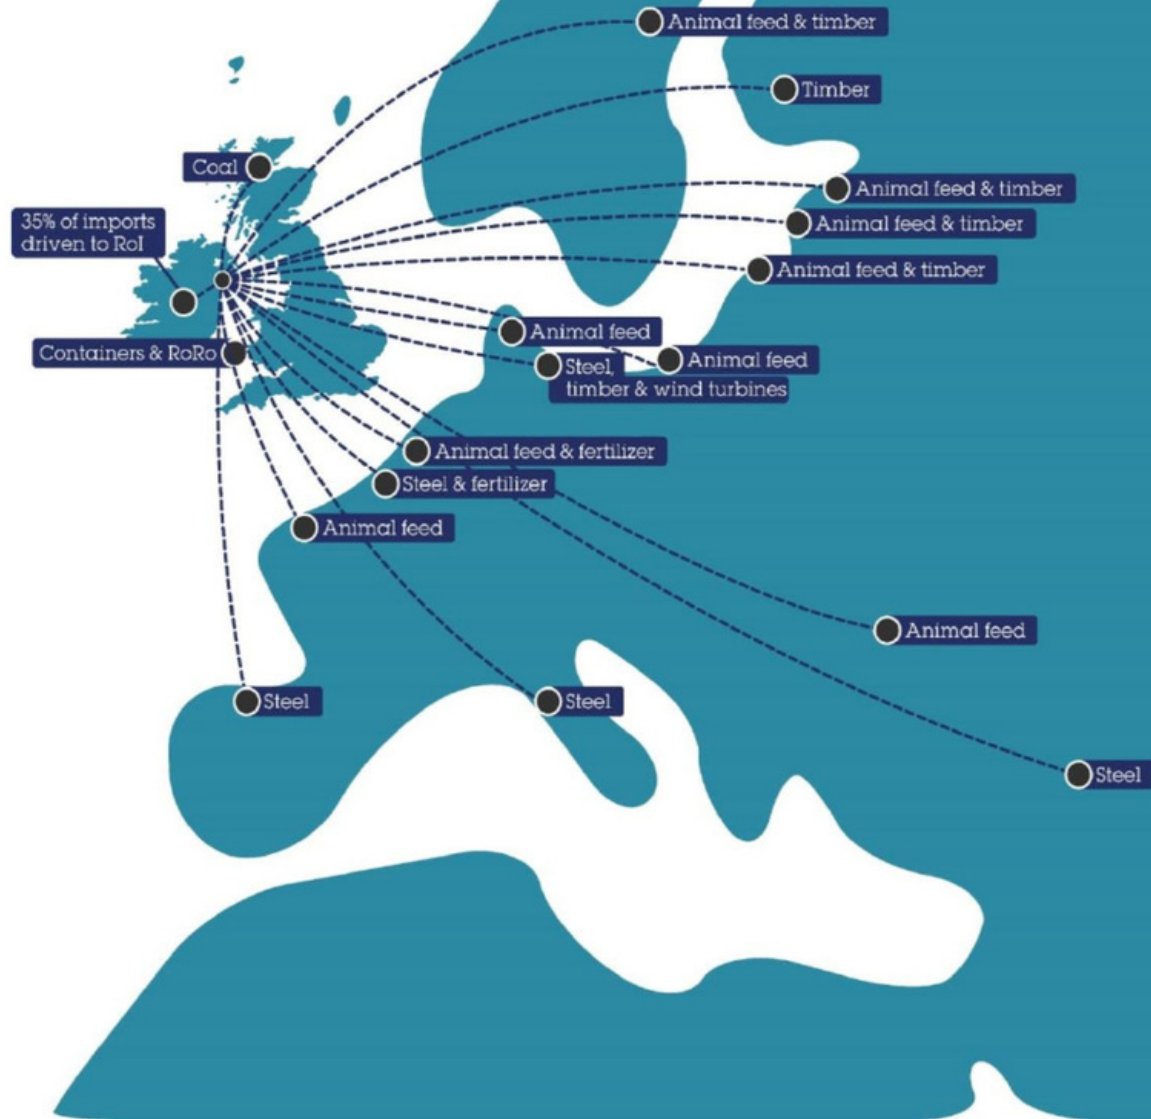 Animal feed & timber
Timber
Coal
Animal feed & timber
35% of imports
driven to RoI
Animal feed & timber
Animal feed & timber
Animal feed
Containers & RoRo
Animal feed
Steel,
timber & wind turbines
Animal feed & fertilizer
Steel & fertilizer
Animal feed
Animal feed
Steel
Steel
Steel